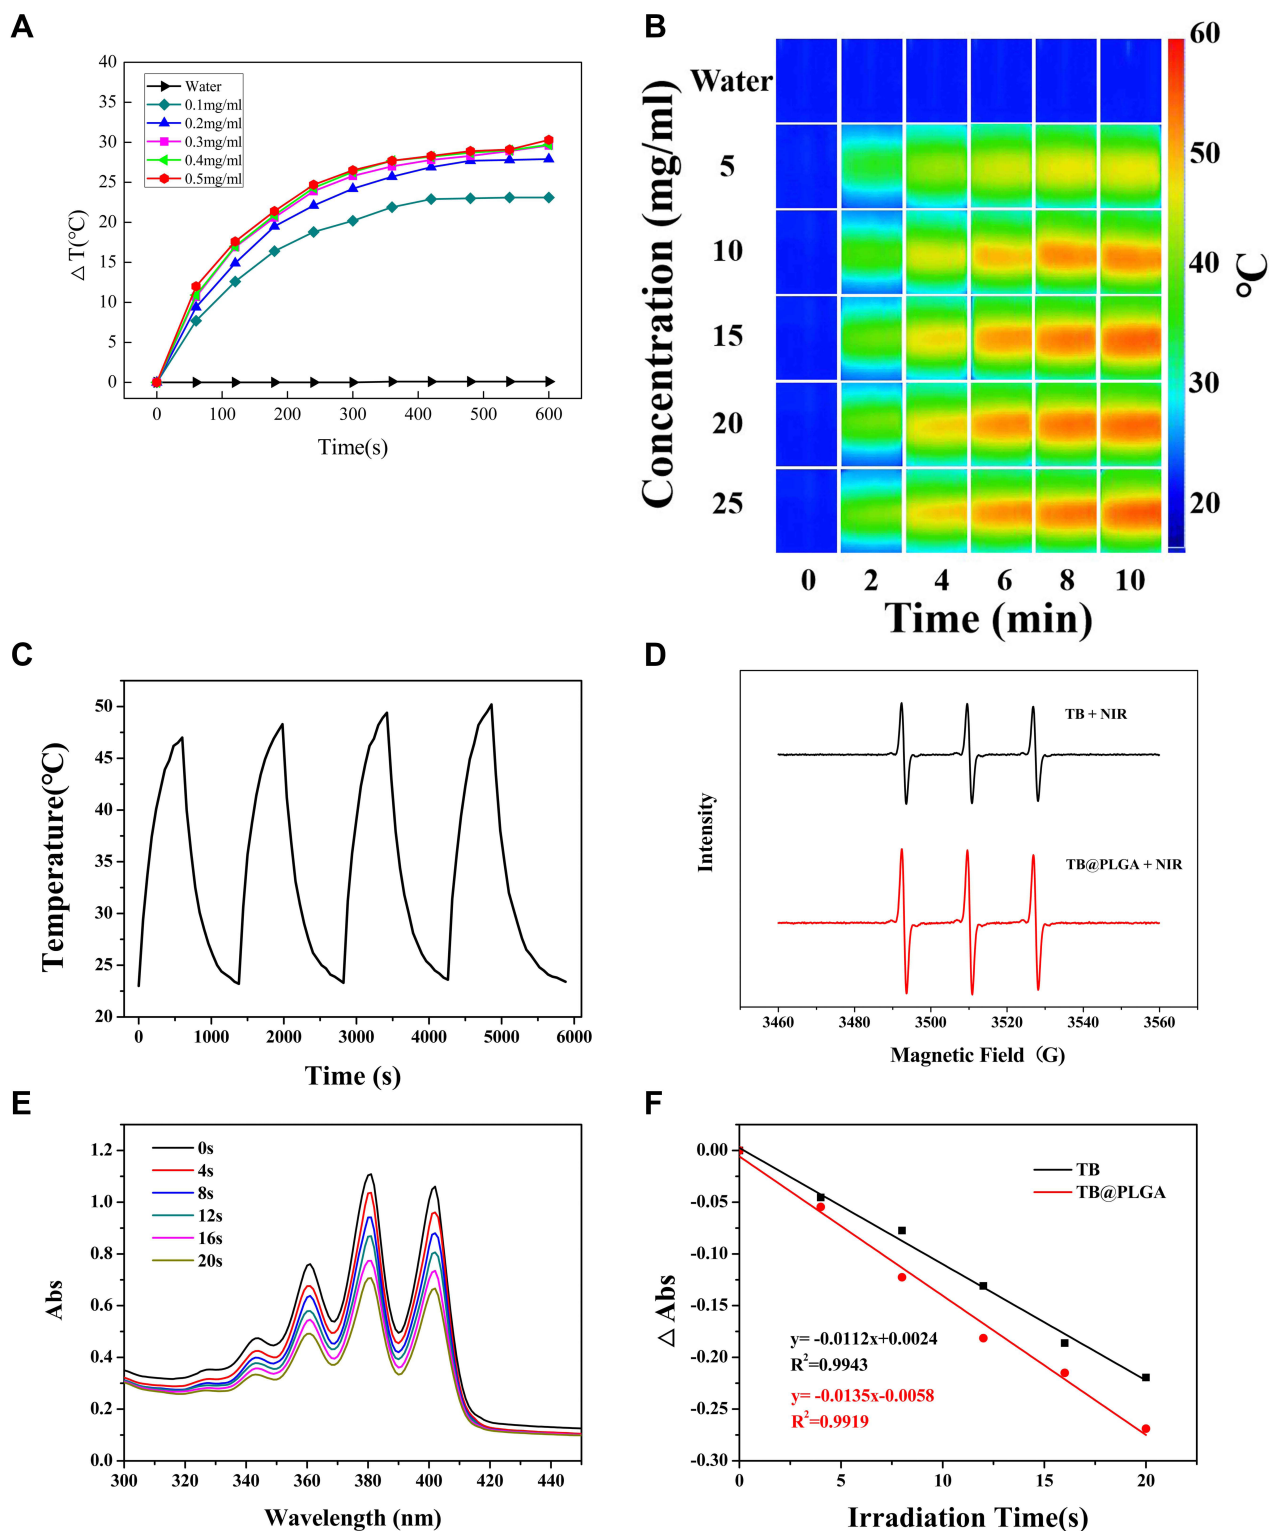 A
40
35
30
25
20
15
10
5
0
△T(℃)
Water
0.1mg/ml
0.2mg/ml
0.3mg/ml
0.4mg/ml
0.5mg/ml
0 100 200 300 400 500 600
Time(s)
B
Concentration (mg/ml)
Water
5
10
15
20
25
0 2 4 6 8 10
Time (min)
60
50
40
30
20
℃
C
50
45
40
35
30
25
20
Temperature(℃)
0 1000 2000 3000 4000 5000 6000
Time (s)
D
Intensity
TB + NIR
TB@PLGA + NIR
3460 3480 3500 3520 3540 3560
Magnetic Field (G)
E
1.2
1.0
0.8
0.6
0.4
0.2
0.0
Abs
0s
4s
8s
12s
16s
20s
300 320 340 360 380 400 420 440
Wavelength (nm)
F
0.00
-0.05
-0.10
-0.15
-0.20
-0.25
-0.30
△ Abs
TB
TB@PLGA
y= -0.0112x+0.0024
R²=0.9943
y= -0.0135x-0.0058
R²=0.9919
0 5 10 15 20
Irradiation Time(s)